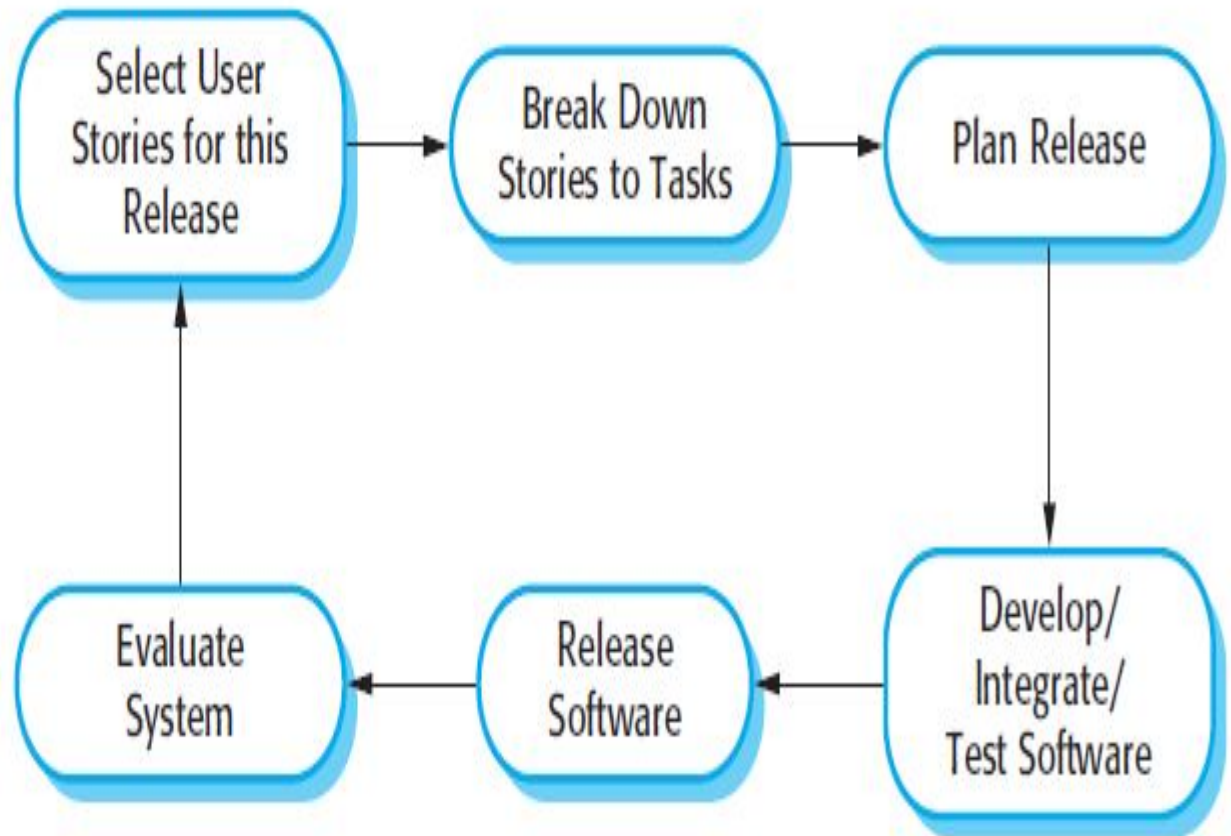 Select User
Stories for this
Release
Break Down
Stories to Tasks
Plan Release
Evaluate
System
Release
Software
Develop/
Integrate/
Test Software